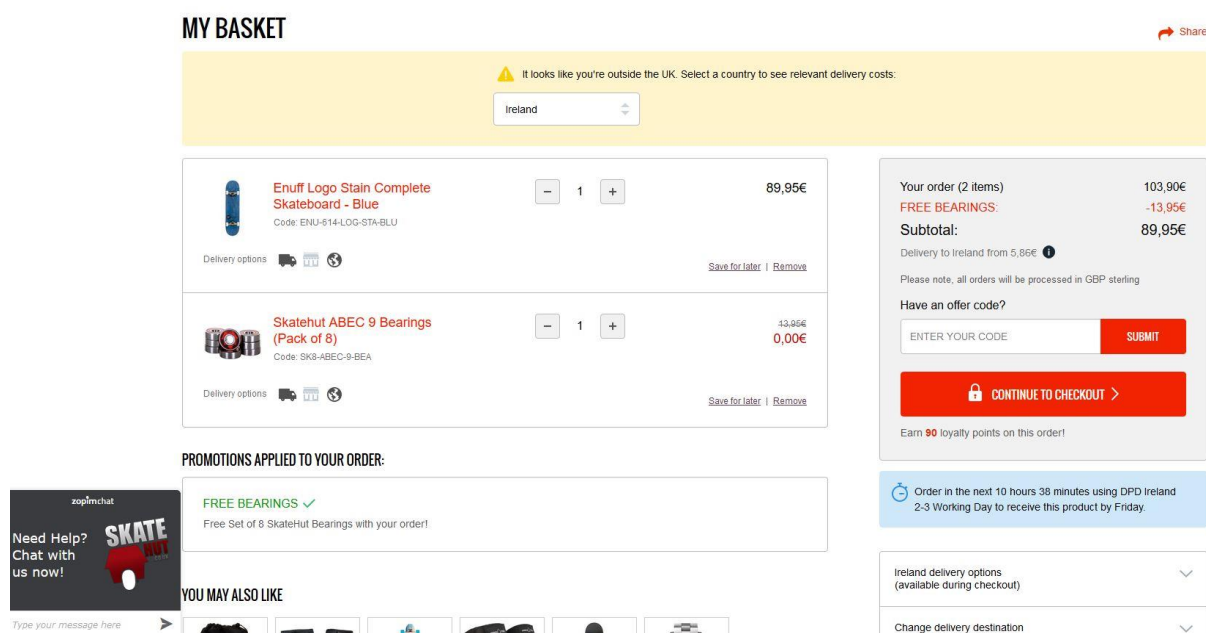 MY BASKET
Share
It looks like you're outside the UK. Select a country to see relevant delivery costs:
Ireland
Enuff Logo Stain Complete
Skateboard - Blue
Code: ENU-614-LOG-STA-BLU
1
89,95€
Delivery options
Save for later | Remove
Skatehut ABEC 9 Bearings
(Pack of 8)
Code: SK8-ABEC-9-BEA
1
13,95€
0,00€
Delivery options
Save for later | Remove
Your order (2 items) 103,90€
FREE BEARINGS: -13,95€
Subtotal: 89,95€
Delivery to Ireland from 5,86€
Please note, all orders will be processed in GBP sterling
Have an offer code?
ENTER YOUR CODE SUBMIT
CONTINUE TO CHECKOUT
Earn 90 loyalty points on this order!
Order in the next 10 hours 38 minutes using DPD Ireland
2-3 Working Day to receive this product by Friday.
Ireland delivery options
(available during checkout)
Change delivery destination
PROMOTIONS APPLIED TO YOUR ORDER:
FREE BEARINGS
Free Set of 8 SkateHut Bearings with your order!
YOU MAY ALSO LIKE
zopimchat
Need Help?
Chat with
us now!
SKATE
HUT
Type your message here